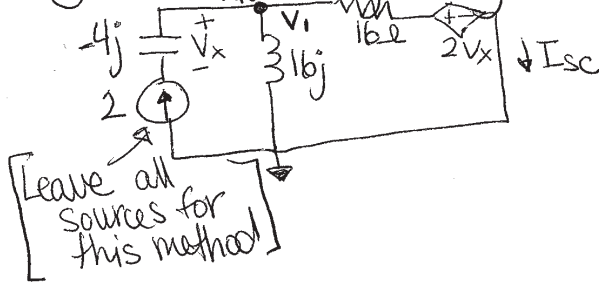 -4j
+
Vx
-
V1
16Ω
+ -
2Vx
↓ Isc
16j
2
[Leave all
sources for
this method]